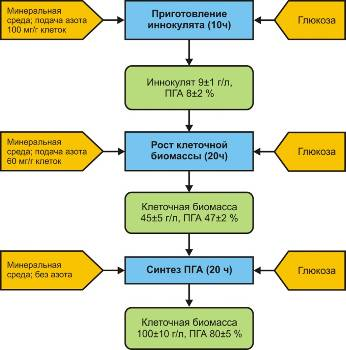 Минеральная
среда; подача азота
100 мг/г клеток
Приготовление
иннокулята (10ч)
Глюкоза
Иннокулят 9±1 г/л,
ПГА 8±2 %
Минеральная
среда; подача азота
60 мг/г клеток
Рост клеточной
биомассы (20ч)
Глюкоза
Клеточная биомасса
45±5 г/л, ПГА 47±2 %
Минеральная
среда; без азота
Синтез ПГА (20 ч)
Глюкоза
Клеточная биомасса
100±10 г/л, ПГА 80±5 %